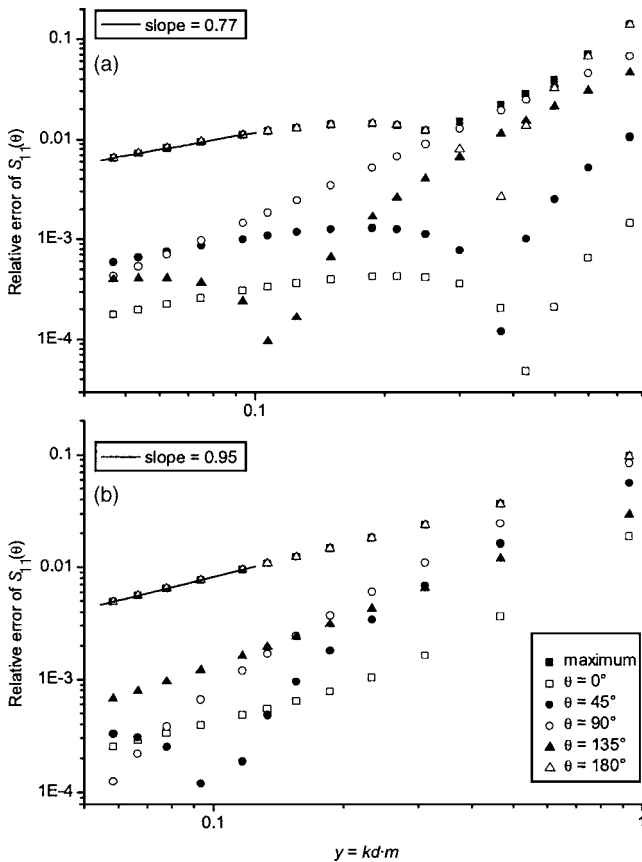 slope = 0.77
(a)
0.1
0.01
1E-3
1E-4
Relative error of S₁₁(θ)
0.1
slope = 0.95
(b)
0.1
0.01
1E-3
1E-4
Relative error of S₁₁(θ)
maximum
θ = 0°
θ = 45°
θ = 90°
θ = 135°
θ = 180°
0.1
1
y = kd·m